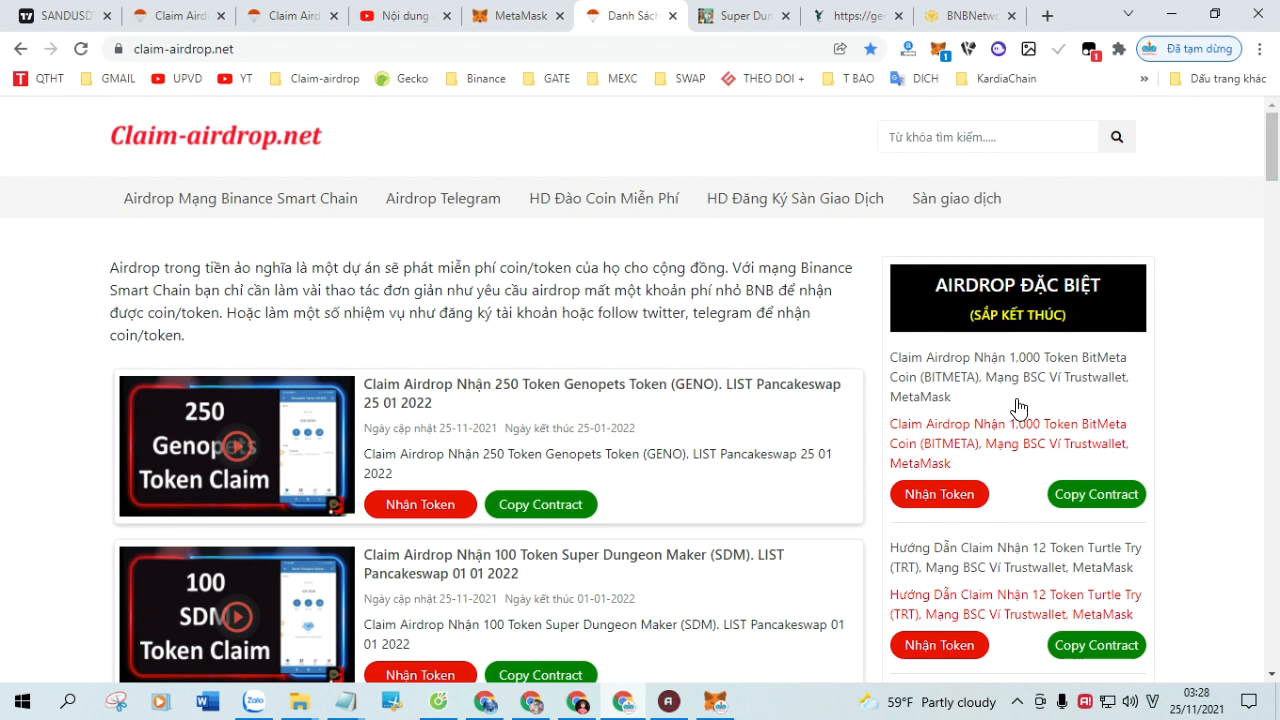 SANDUSD
Claim Aird
Claim Aird
Nội dung c
MetaMask
Danh Sách
Super Dun
https://ge
BNBNetwo
claim-airdrop.net
Đã tạm dừng
QTHT
GMAIL
UPVD
YT
Claim-airdrop
Gecko
Binance
GATE
MEXC
SWAP
THEO DOI +
T BAO
DICH
KardiaChain
Dấu trang khác
Claim-airdrop.net
Từ khóa tìm kiếm.....
Airdrop Mạng Binance Smart Chain
Airdrop Telegram
HD Đào Coin Miễn Phí
HD Đăng Ký Sàn Giao Dịch
Sàn giao dịch
Airdrop trong tiền ảo nghĩa là một dự án sẽ phát miễn phí coin/token của họ cho cộng đồng. Với mạng Binance
Smart Chain bạn chỉ cần làm vài thao tác đơn giản như yêu cầu airdrop mất một khoản phí nhỏ BNB để nhận
được coin/token. Hoặc làm một số nhiệm vụ như đăng ký tài khoản hoặc follow twitter, telegram để nhận
coin/token.
250
Genopets
Token Claim
Claim Airdrop Nhận 250 Token Genopets Token (GENO). LIST Pancakeswap
25 01 2022
Ngày cập nhật 25-11-2021 Ngày kết thúc 25-01-2022
Claim Airdrop Nhận 250 Token Genopets Token (GENO). LIST Pancakeswap 25 01
2022
Nhận Token
Copy Contract
100
SDM
Token Claim
Claim Airdrop Nhận 100 Token Super Dungeon Maker (SDM). LIST
Pancakeswap 01 01 2022
Ngày cập nhật 25-11-2021 Ngày kết thúc 01-01-2022
Claim Airdrop Nhận 100 Token Super Dungeon Maker (SDM). LIST Pancakeswap 01
01 2022
Nhận Token
Copy Contract
AIRDROP ĐẶC BIỆT
(SẮP KẾT THÚC)
Claim Airdrop Nhận 1,000 Token BitMeta
Coin (BITMETA), Mạng BSC Ví Trustwallet,
MetaMask
Claim Airdrop Nhận 1,000 Token BitMeta
Coin (BITMETA), Mạng BSC Ví Trustwallet,
MetaMask
Nhận Token
Copy Contract
Hướng Dẫn Claim Nhận 12 Token Turtle Try
(TRT), Mạng BSC Ví Trustwallet, MetaMask
Hướng Dẫn Claim Nhận 12 Token Turtle Try
(TRT), Mạng BSC Ví Trustwallet, MetaMask
Nhận Token
Copy Contract
Zalo
59°F Partly cloudy
03:28
25/11/2021